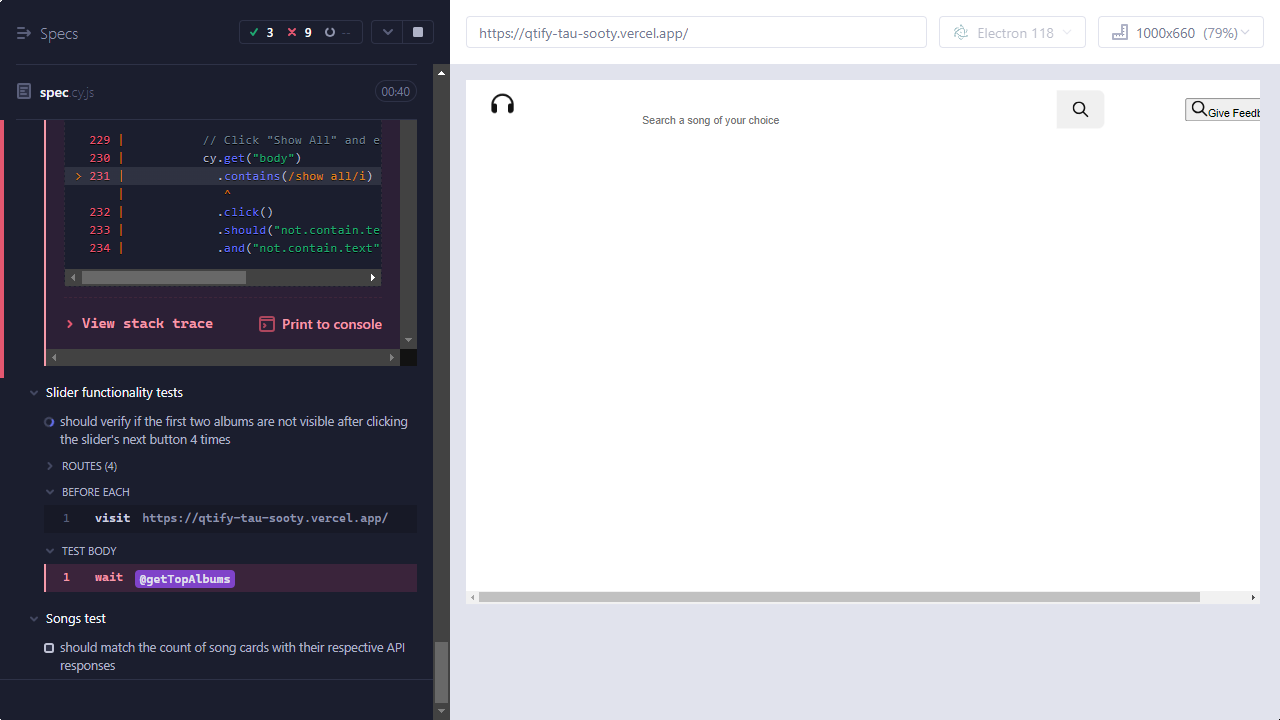 Specs
3
9
--
spec.cy.js
00:40
229 | // Click "Show All" and e
230 | cy.get("body")
> 231 | .contains(/show all/i)
| ^
232 | .click()
233 | .should("not.contain.te
234 | .and("not.contain.text"
View stack trace
Print to console
Slider functionality tests
should verify if the first two albums are not visible after clicking
the slider's next button 4 times
ROUTES (4)
BEFORE EACH
1 visit https://qtify-tau-sooty.vercel.app/
TEST BODY
1 wait @getTopAlbums
Songs test
should match the count of song cards with their respective API
responses
https://qtify-tau-sooty.vercel.app/
Electron 118
1000x660 (79%)
Search a song of your choice
Give Feedb